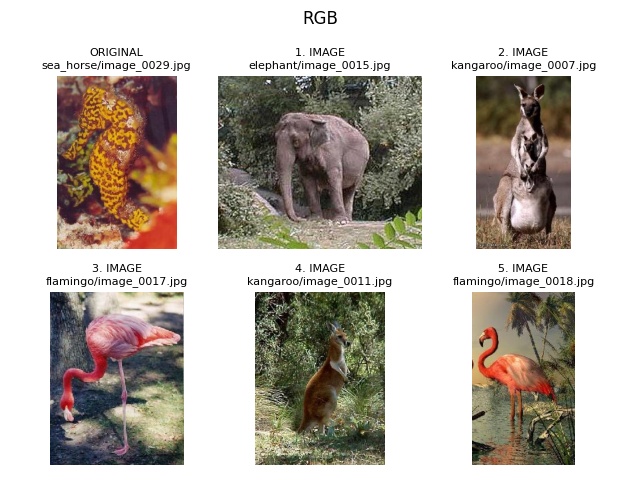 RGB
ORIGINAL
sea_horse/image_0029.jpg
1. IMAGE
elephant/image_0015.jpg
2. IMAGE
kangaroo/image_0007.jpg
3. IMAGE
flamingo/image_0017.jpg
4. IMAGE
kangaroo/image_0011.jpg
5. IMAGE
flamingo/image_0018.jpg